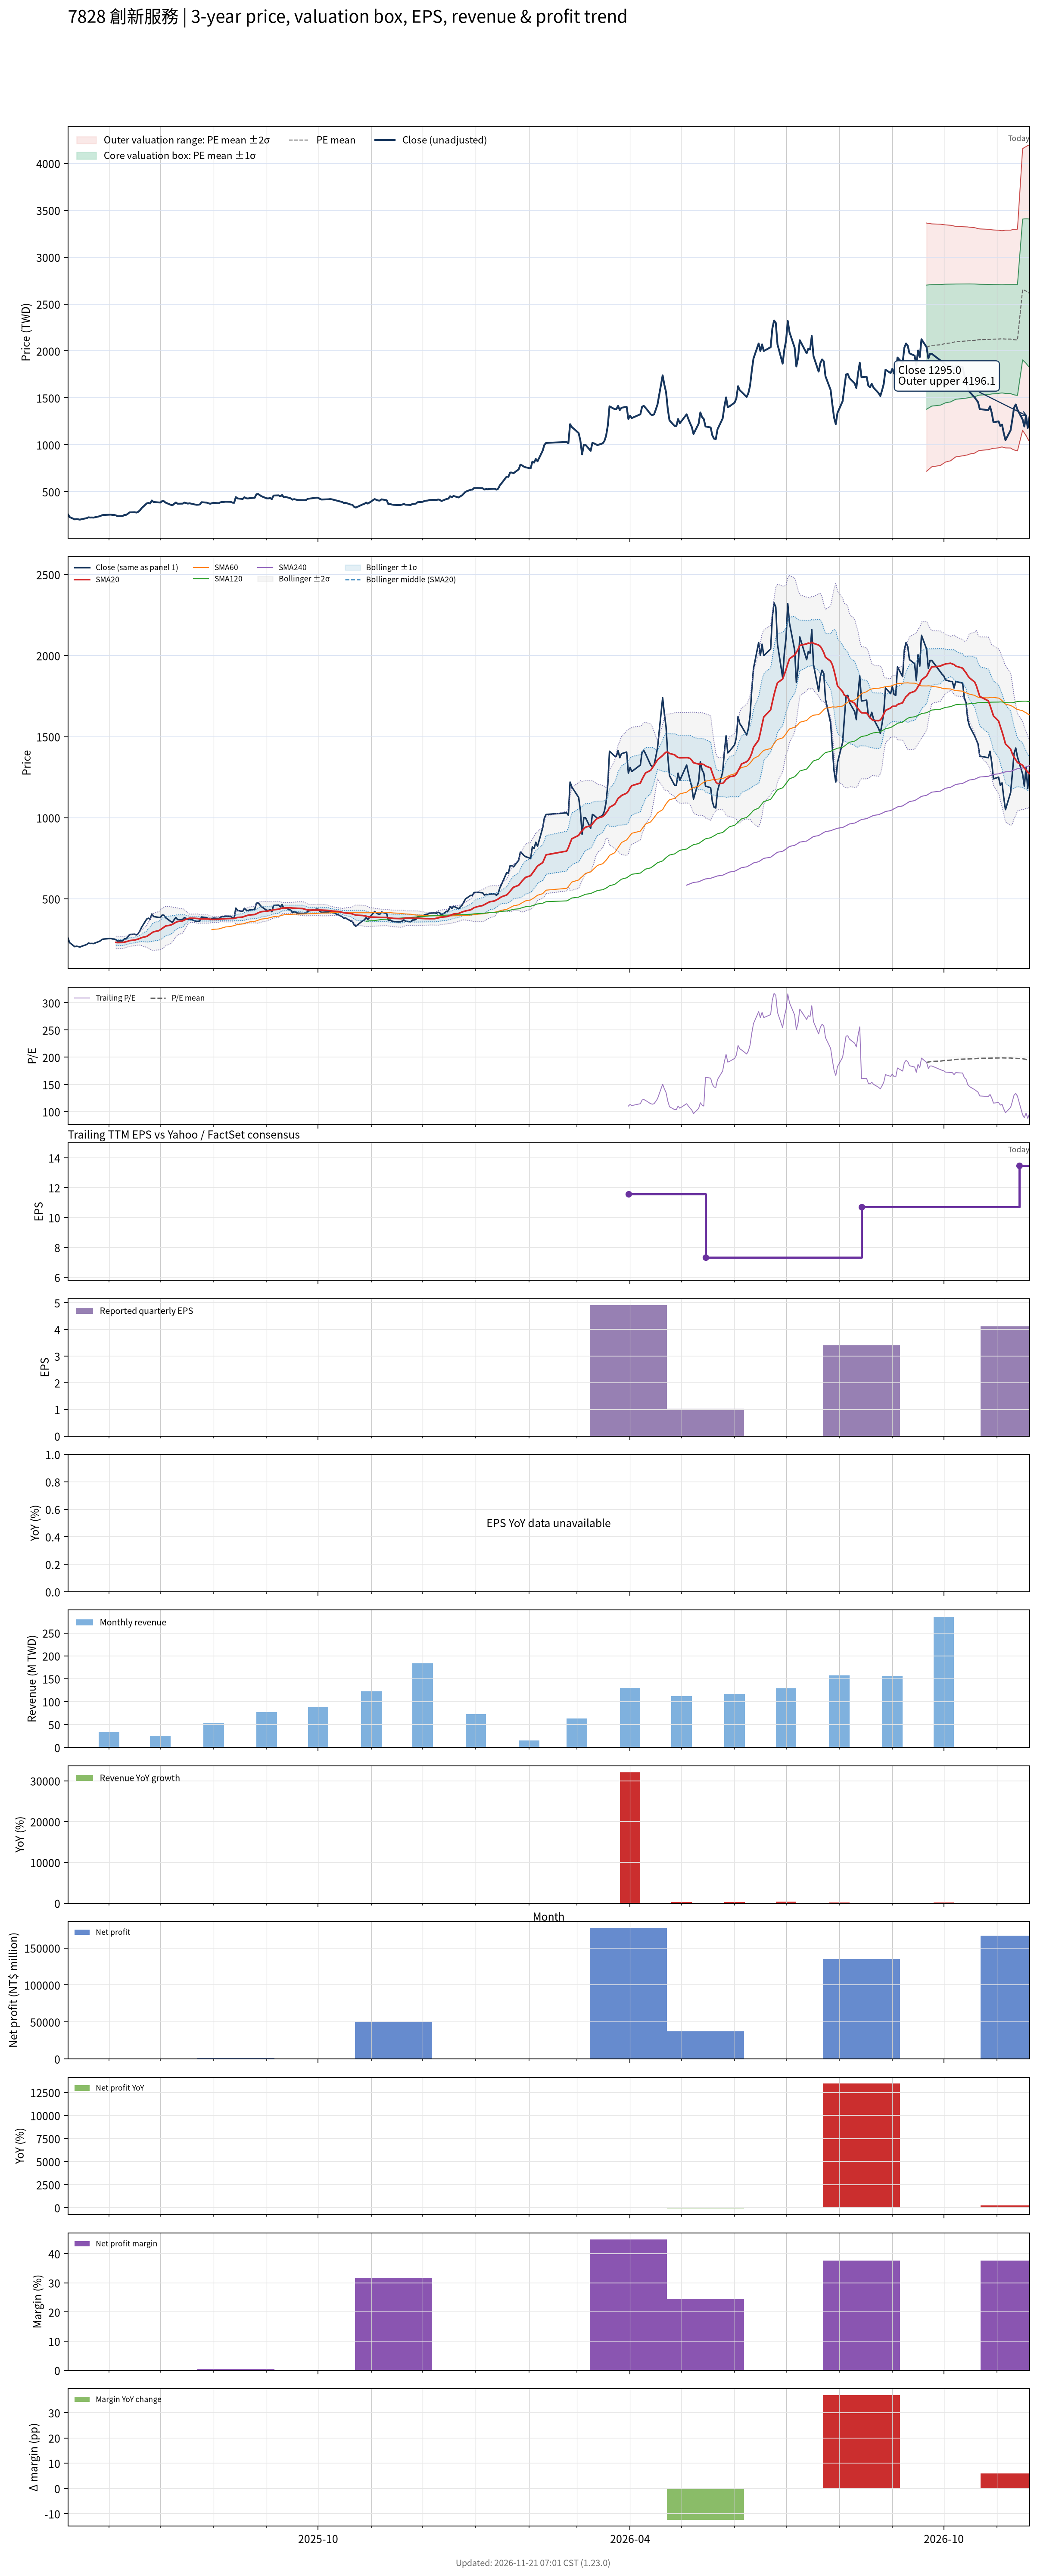 7828 創新服務 | 3-year price, valuation box, EPS, revenue & profit trend
Outer valuation range: PE mean ±2σ
PE mean
Close (unadjusted)
Core valuation box: PE mean ±1σ
Today
4000
3500
3000
2500
2000
1500
1000
500
Price (TWD)
Close 1295.0
Outer upper 4196.1
Close (same as panel 1)
SMA60
SMA240
Bollinger ±1σ
SMA20
SMA120
Bollinger ±2σ
Bollinger middle (SMA20)
2500
2000
1500
1000
500
Price
Trailing P/E
P/E mean
300
250
200
150
100
P/E
Trailing TTM EPS vs Yahoo / FactSet consensus
Today
14
12
10
8
6
EPS
Reported quarterly EPS
5
4
3
2
1
0
EPS
1.0
0.8
0.6
0.4
0.2
0.0
YoY (%)
EPS YoY data unavailable
Monthly revenue
250
200
150
100
50
0
Revenue (M TWD)
Revenue YoY growth
30000
20000
10000
0
YoY (%)
Month
Net profit
150000
100000
50000
0
Net profit (NT$ million)
Net profit YoY
12500
10000
7500
5000
2500
0
YoY (%)
Net profit margin
40
30
20
10
0
Margin (%)
Margin YoY change
30
20
10
0
-10
Δ margin (pp)
2025-10
2026-04
2026-10
Updated: 2026-11-21 07:01 CST (1.23.0)